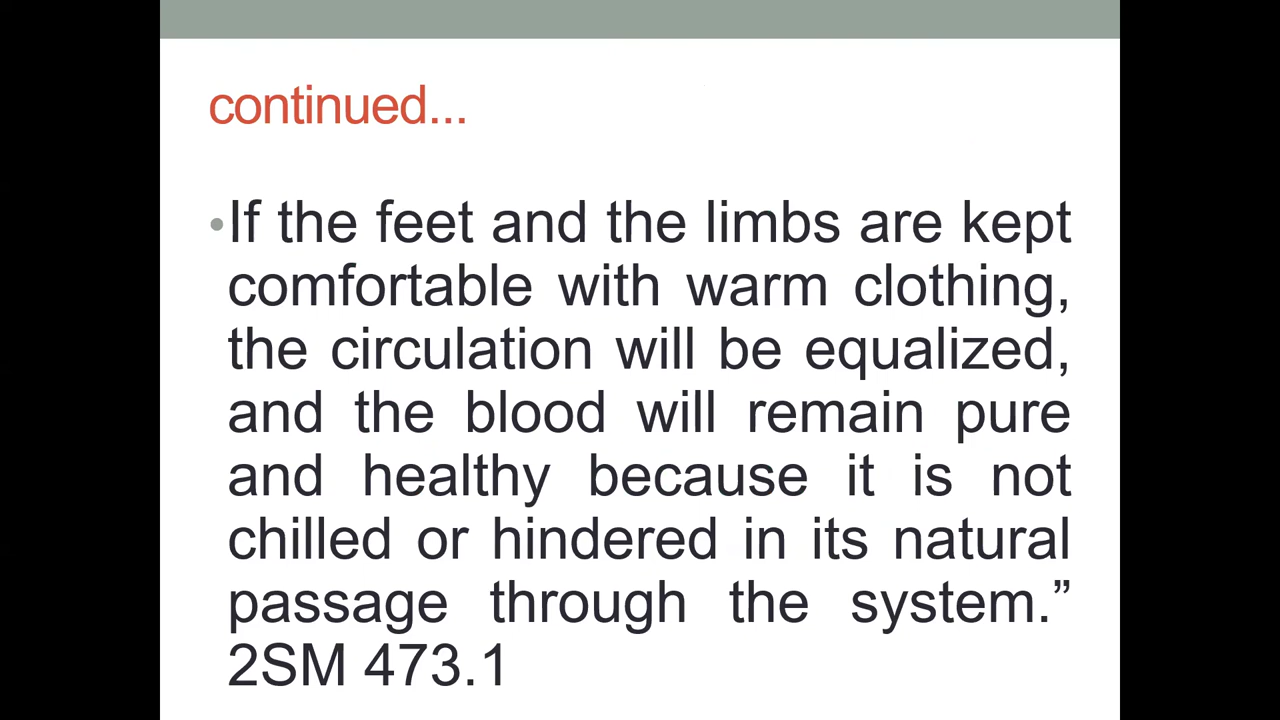 continued...
•If the feet and the limbs are kept
comfortable with warm clothing,
the circulation will be equalized,
and the blood will remain pure
and healthy because it is not
chilled or hindered in its natural
passage through the system.”
2SM 473.1